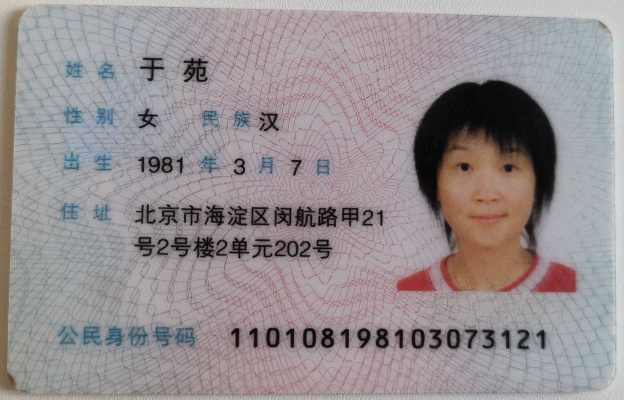 姓名 于苑
性别 女 民族 汉
出生 1981 年 3 月 7 日
住址 北京市海淀区闵航路甲21
号2号楼2单元202号
公民身份号码 110108198103073121